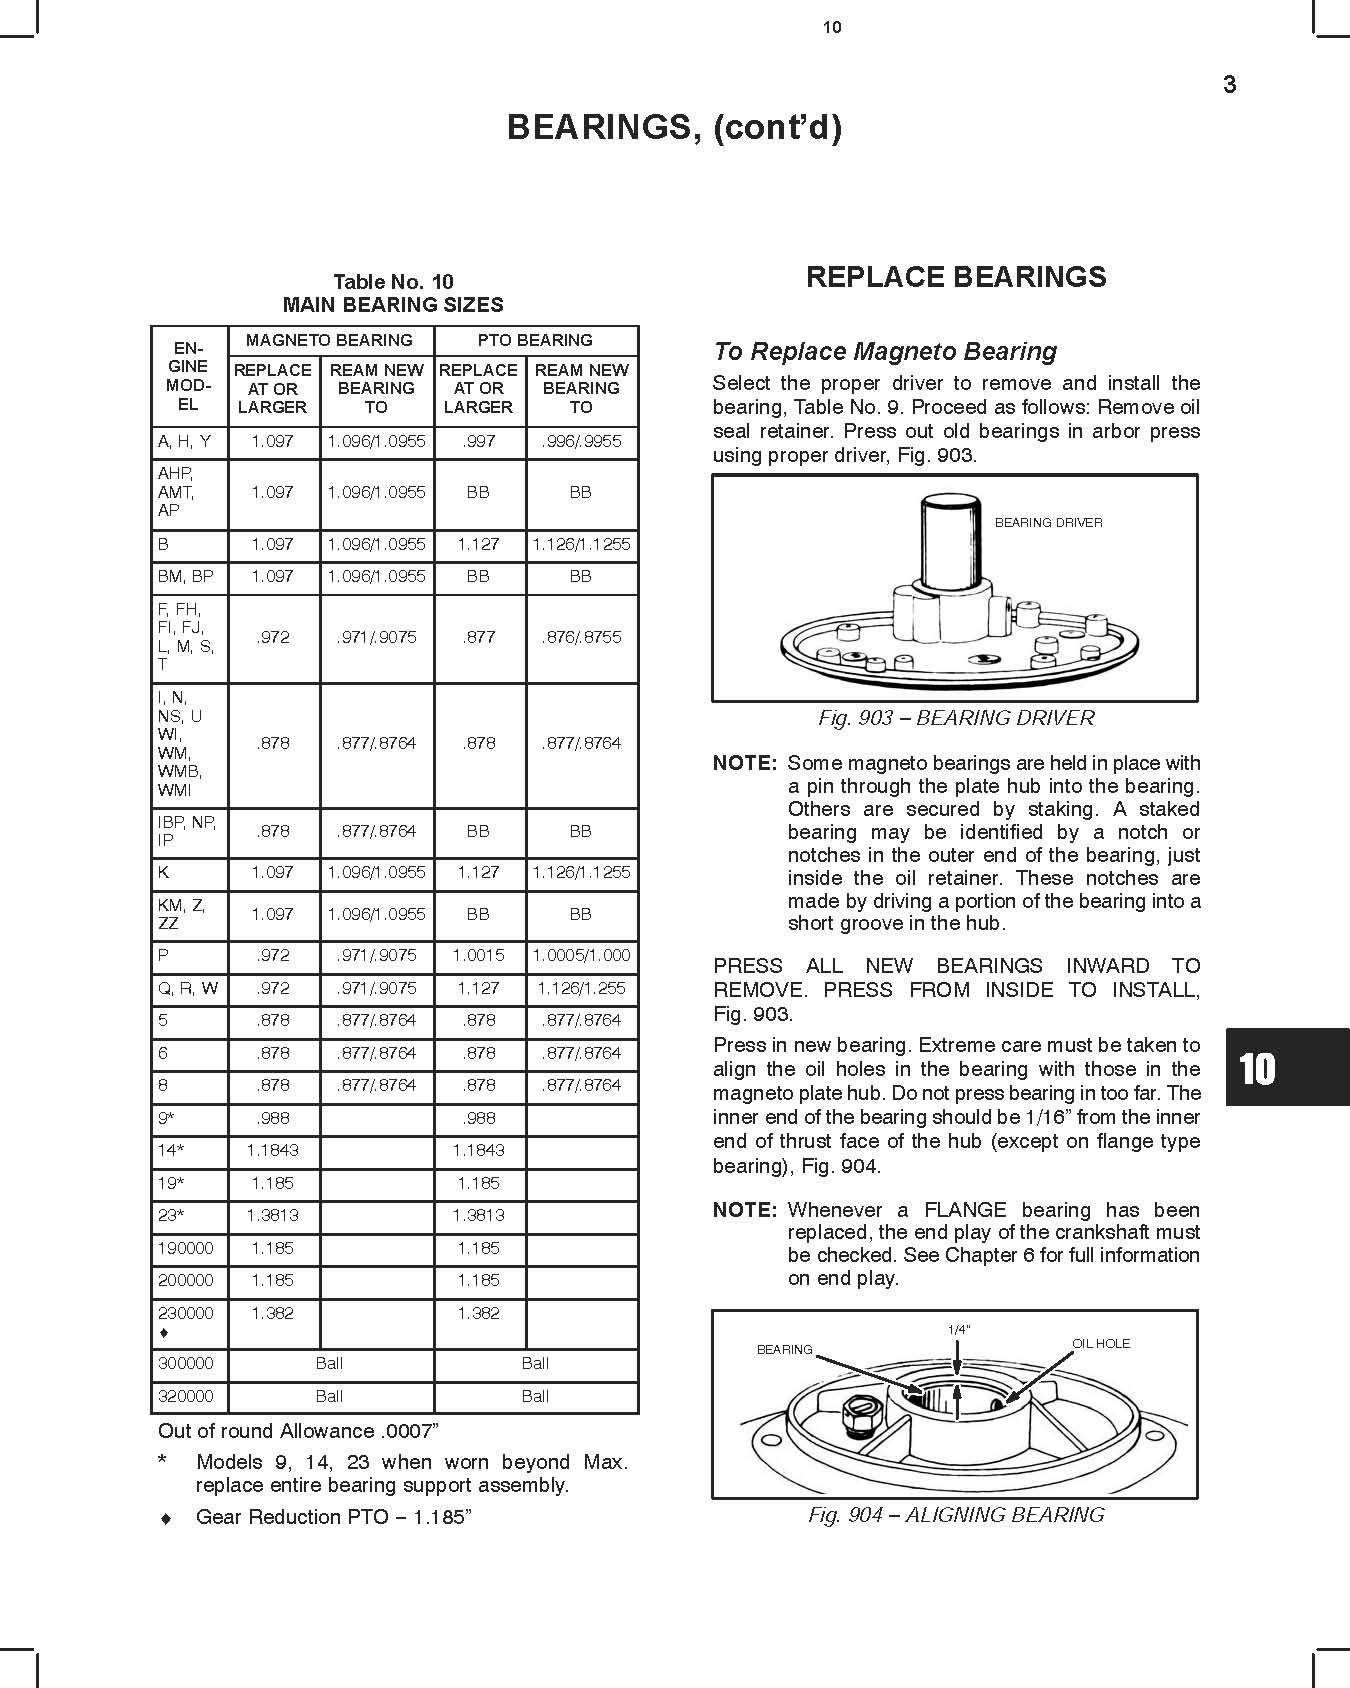 10
3
BEARINGS, (cont’d)
Table No. 10
MAIN BEARING SIZES
EN-
GINE
MOD-
EL
MAGNETO BEARING
PTO BEARING
REPLACE
AT OR
LARGER
REAM NEW
BEARING
TO
REPLACE
AT OR
LARGER
REAM NEW
BEARING
TO
A, H, Y 1.097 1.096/1.0955 .997 .996/.9955
AHP,
AMT,
AP
1.097 1.096/1.0955 BB BB
B 1.097 1.096/1.0955 1.127 1.126/1.1255
BM, BP 1.097 1.096/1.0955 BB BB
F, FH,
FI, FJ,
L, M, S,
T
.972 .971/.9075 .877 .876/.8755
I, N,
NS, U
WI,
WM,
WMB,
WMI
.878 .877/.8764 .878 .877/.8764
IBP, NP,
IP
.878 .877/.8764 BB BB
K 1.097 1.096/1.0955 1.127 1.126/1.1255
KM, Z,
ZZ
1.097 1.096/1.0955 BB BB
P .972 .971/.9075 1.0015 1.0005/1.000
Q, R, W .972 .971/.9075 1.127 1.126/1.255
5 .878 .877/.8764 .878 .877/.8764
6 .878 .877/.8764 .878 .877/.8764
8 .878 .877/.8764 .878 .877/.8764
9* .988 .988
14* 1.1843 1.1843
19* 1.185 1.185
23* 1.3813 1.3813
190000 1.185 1.185
200000 1.185 1.185
230000 1.382 1.382
♦
300000 Ball Ball
320000 Ball Ball
Out of round Allowance .0007”
* Models 9, 14, 23 when worn beyond Max.
replace entire bearing support assembly.
♦ Gear Reduction PTO – 1.185”
REPLACE BEARINGS
To Replace Magneto Bearing
Select the proper driver to remove and install the
bearing, Table No. 9. Proceed as follows: Remove oil
seal retainer. Press out old bearings in arbor press
using proper driver, Fig. 903.
BEARING DRIVER
Fig. 903 – BEARING DRIVER
NOTE: Some magneto bearings are held in place with
a pin through the plate hub into the bearing.
Others are secured by staking. A staked
bearing may be identified by a notch or
notches in the outer end of the bearing, just
inside the oil retainer. These notches are
made by driving a portion of the bearing into a
short groove in the hub.
PRESS ALL NEW BEARINGS INWARD TO
REMOVE. PRESS FROM INSIDE TO INSTALL,
Fig. 903.
Press in new bearing. Extreme care must be taken to
align the oil holes in the bearing with those in the
magneto plate hub. Do not press bearing in too far. The
inner end of the bearing should be 1/16” from the inner
end of thrust face of the hub (except on flange type
bearing), Fig. 904.
NOTE: Whenever a FLANGE bearing has been
replaced, the end play of the crankshaft must
be checked. See Chapter 6 for full information
on end play.
1/4”
BEARING
OIL HOLE
Fig. 904 – ALIGNING BEARING
10